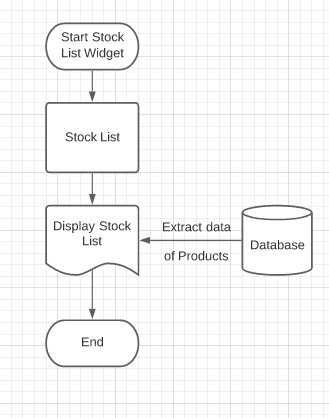 Start Stock
List Widget
Stock List
Display Stock
List
Extract data
of Products
Database
End